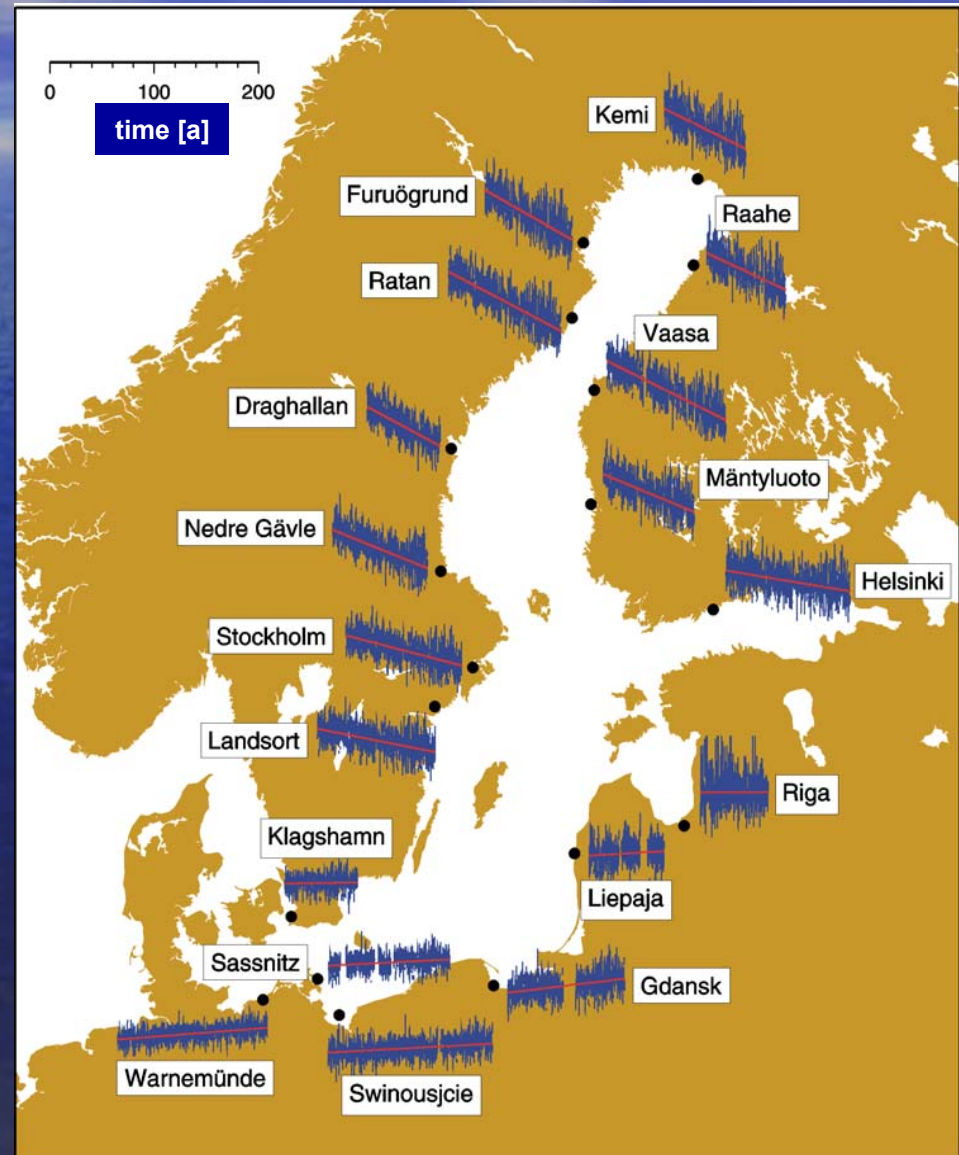 0 100 200
time [a]
Kemi
Furuögrund
Raahe
Ratan
Vaasa
Draghallan
Mäntyluoto
Nedre Gävle
Helsinki
Stockholm
Landsort
Riga
Klagshamn
Liepaja
Sassnitz
Gdansk
Warnemünde
Swinousjcie